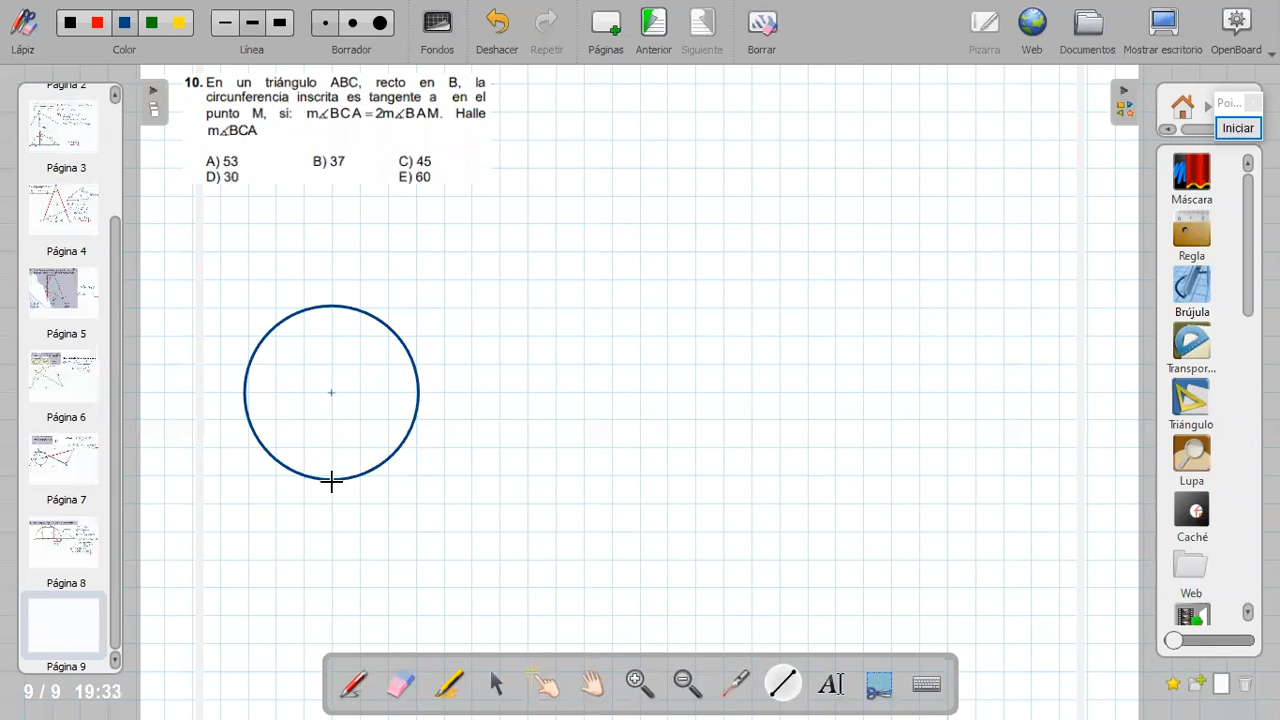 Lápiz
Color
Línea
Borrador
Fondos
Deshacer
Repetir
Páginas
Anterior
Siguiente
Borrar
Pizarra
Web
Documentos
Mostrar escritorio
OpenBoard
Página 2
Página 3
Página 4
Página 5
Página 6
Página 7
Página 8
Página 9
9 / 9 19:33
10. En un triángulo ABC, recto en B, la
circunferencia inscrita es tangente a en el
punto M, si: m∡BCA = 2m∡BAM. Halle
m∡BCA
A) 53 B) 37 C) 45
D) 30 E) 60
Poi...
Iniciar
Máscara
Regla
Brújula
Transpor...
Triángulo
Lupa
Caché
Web